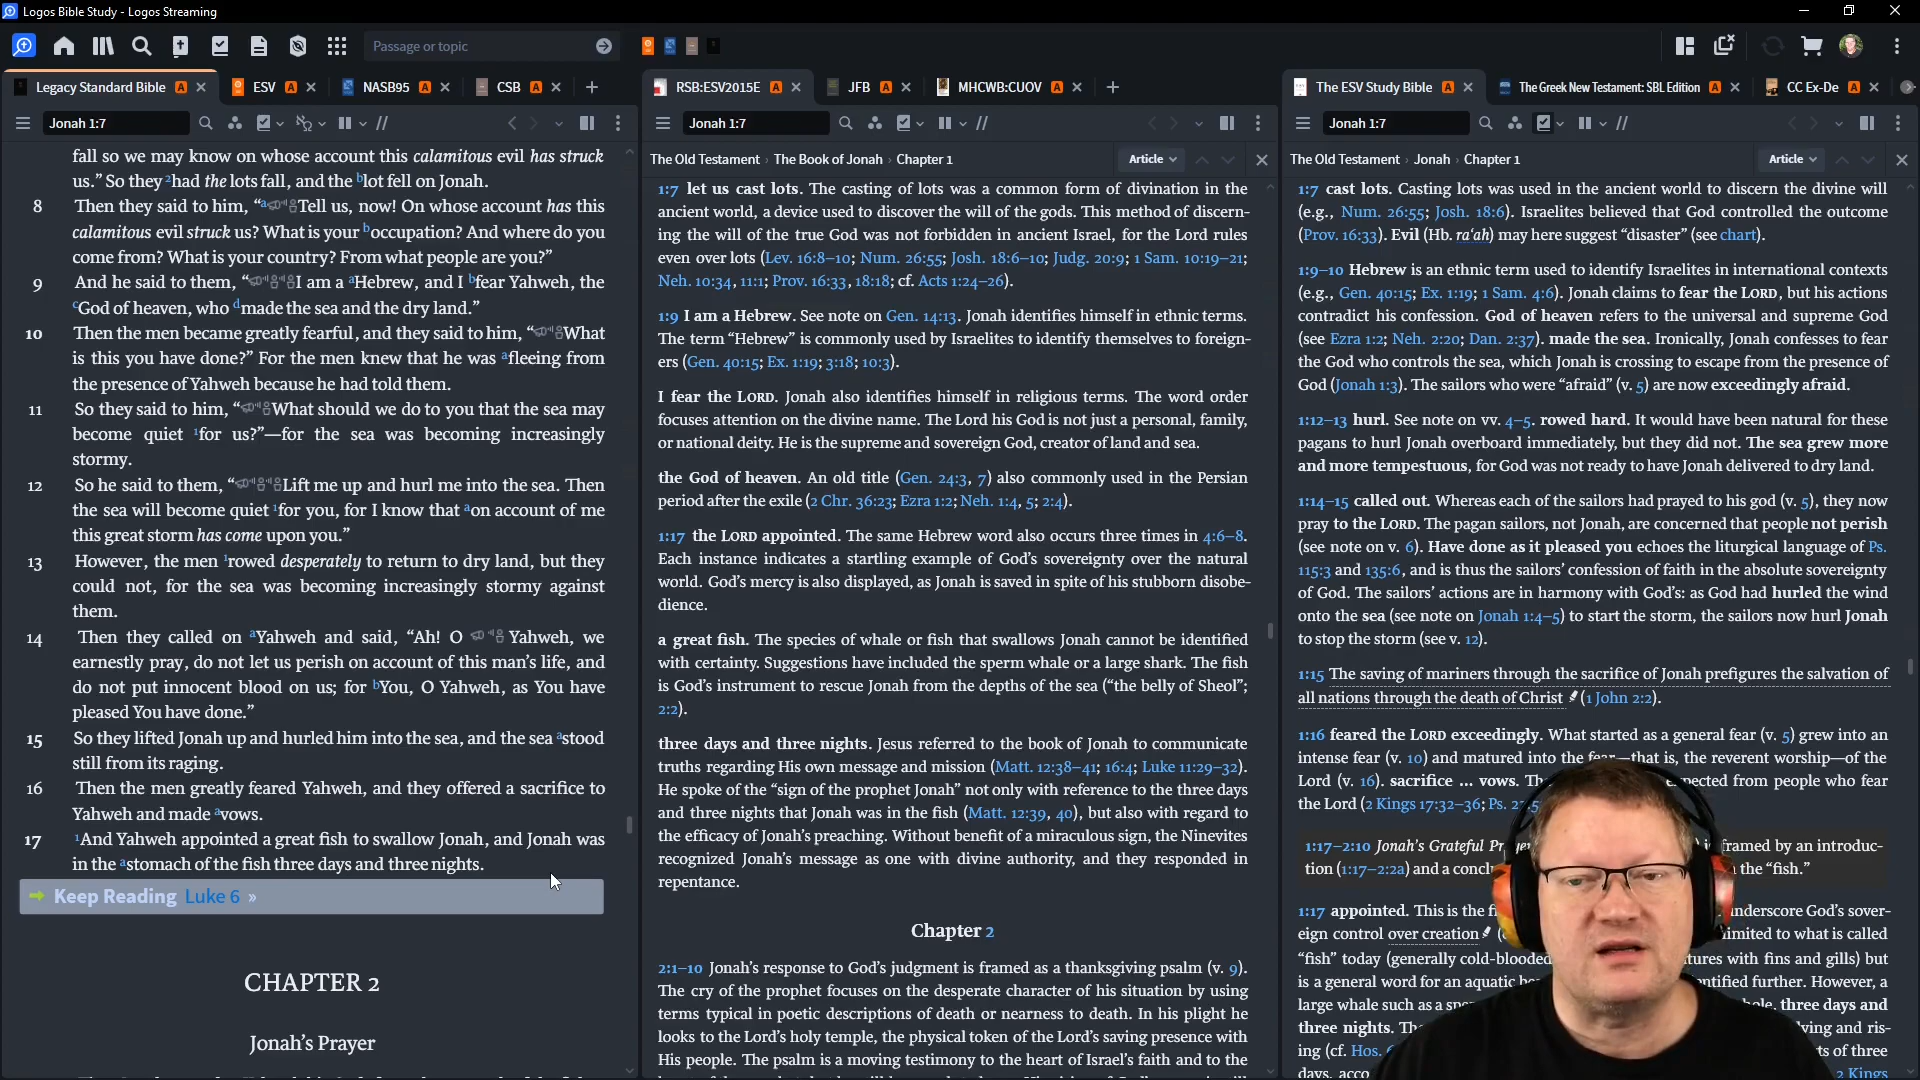 Logos Bible Study - Logos Streaming
Passage or topic
Legacy Standard Bible A
ESV A
NASB95 A
CSB A
RSB:ESV2015E A
JFB A
MHCWB:CUOV A
The ESV Study Bible A
The Greek New Testament: SBL Edition A
CC Ex-De A
Jonah 1:7
fall so we may know on whose account this calamitous evil has struck
us.” So they 2had the lots fall, and the blot fell on Jonah.
8 Then they said to him, “aTell us, now! On whose account has this
calamitous evil struck us? What is your boccupation? And where do you
come from? What is your country? From what people are you?”
9 And he said to them, “I am a aHebrew, and I bfear Yahweh, the
cGod of heaven, who dmade the sea and the dry land.”
10 Then the men became greatly fearful, and they said to him, “What
is this you have done?” For the men knew that he was afleeing from
the presence of Yahweh because he had told them.
11 So they said to him, “What should we do to you that the sea may
become quiet 1for us?”—for the sea was becoming increasingly
stormy.
12 So he said to them, “Lift me up and hurl me into the sea. Then
the sea will become quiet 1for you, for I know that aon account of me
this great storm has come upon you.”
13 However, the men 1rowed desperately to return to dry land, but they
could not, for the sea was becoming increasingly stormy against
them.
14 Then they called on aYahweh and said, “Ah! O Yahweh, we
earnestly pray, do not let us perish on account of this man’s life, and
do not put innocent blood on us; for bYou, O Yahweh, as You have
pleased You have done.”
15 So they lifted Jonah up and hurled him into the sea, and the sea astood
still from its raging.
16 Then the men greatly feared Yahweh, and they offered a sacrifice to
Yahweh and made avows.
17 1And Yahweh appointed a great fish to swallow Jonah, and Jonah was
in the astomach of the fish three days and three nights.
Keep Reading Luke 6 »
CHAPTER 2
Jonah’s Prayer
Jonah 1:7
The Old Testament › The Book of Jonah › Chapter 1
Article
1:7 let us cast lots. The casting of lots was a common form of divination in the
ancient world, a device used to discover the will of the gods. This method of discern-
ing the will of the true God was not forbidden in ancient Israel, for the Lord rules
even over lots (Lev. 16:8–10; Num. 26:55; Josh. 18:6–10; Judg. 20:9; 1 Sam. 10:19–21;
Neh. 10:34, 11:1; Prov. 16:33, 18:18; cf. Acts 1:24–26).
1:9 I am a Hebrew. See note on Gen. 14:13. Jonah identifies himself in ethnic terms.
The term “Hebrew” is commonly used by Israelites to identify themselves to foreign-
ers (Gen. 40:15; Ex. 1:19; 3:18; 10:3).
I fear the LORD. Jonah also identifies himself in religious terms. The word order
focuses attention on the divine name. The Lord his God is not just a personal, family,
or national deity. He is the supreme and sovereign God, creator of land and sea.
the God of heaven. An old title (Gen. 24:3, 7) also commonly used in the Persian
period after the exile (2 Chr. 36:23; Ezra 1:2; Neh. 1:4, 5; 2:4).
1:17 the LORD appointed. The same Hebrew word also occurs three times in 4:6–8.
Each instance indicates a startling example of God’s sovereignty over the natural
world. God’s mercy is also displayed, as Jonah is saved in spite of his stubborn disobe-
dience.
a great fish. The species of whale or fish that swallows Jonah cannot be identified
with certainty. Suggestions have included the sperm whale or a large shark. The fish
is God’s instrument to rescue Jonah from the depths of the sea (“the belly of Sheol”;
2:2).
three days and three nights. Jesus referred to the book of Jonah to communicate
truths regarding His own message and mission (Matt. 12:38–41; 16:4; Luke 11:29–32).
He spoke of the “sign of the prophet Jonah” not only with reference to the three days
and three nights that Jonah was in the fish (Matt. 12:39, 40), but also with regard to
the efficacy of Jonah’s preaching. Without benefit of a miraculous sign, the Ninevites
recognized Jonah’s message as one with divine authority, and they responded in
repentance.
Chapter 2
2:1–10 Jonah’s response to God’s judgment is framed as a thanksgiving psalm (v. 9).
The cry of the prophet focuses on the desperate character of his situation by using
terms typical in poetic descriptions of death or nearness to death. In his plight he
looks to the Lord’s holy temple, the physical token of the Lord’s saving presence with
His people. The psalm is a moving testimony to the heart of Israel’s faith and to the
Jonah 1:7
The Old Testament › Jonah › Chapter 1
Article
1:7 cast lots. Casting lots was used in the ancient world to discern the divine will
(e.g., Num. 26:55; Josh. 18:6). Israelites believed that God controlled the outcome
(Prov. 16:33). Evil (Hb. ra‘ah) may here suggest “disaster” (see chart).
1:9–10 Hebrew is an ethnic term used to identify Israelites in international contexts
(e.g., Gen. 40:15; Ex. 1:19; 1 Sam. 4:6). Jonah claims to fear the LORD, but his actions
contradict his confession. God of heaven refers to the universal and supreme God
(see Ezra 1:2; Neh. 2:20; Dan. 2:37). made the sea. Ironically, Jonah confesses to fear
the God who controls the sea, which Jonah is crossing to escape from the presence of
God (Jonah 1:3). The sailors who were “afraid” (v. 5) are now exceedingly afraid.
1:12–13 hurl. See note on vv. 4–5. rowed hard. It would have been natural for these
pagans to hurl Jonah overboard immediately, but they did not. The sea grew more
and more tempestuous, for God was not ready to have Jonah delivered to dry land.
1:14–15 called out. Whereas each of the sailors had prayed to his god (v. 5), they now
pray to the LORD. The pagan sailors, not Jonah, are concerned that people not perish
(see note on v. 6). Have done as it pleased you echoes the liturgical language of Ps.
115:3 and 135:6, and is thus the sailors’ confession of faith in the absolute sovereignty
of God. The sailors’ actions are in harmony with God’s: as God had hurled the wind
onto the sea (see note on Jonah 1:4–5) to start the storm, the sailors now hurl Jonah
to stop the storm (see v. 12).
1:15 The saving of mariners through the sacrifice of Jonah prefigures the salvation of
all nations through the death of Christ (1 John 2:2).
1:16 feared the LORD exceedingly. What started as a general fear (v. 5) grew into an
intense fear (v. 10) and matured into the fear—that is, the reverent worship—of the
Lord (v. 16). sacrifice … vows. expected from people who fear
the Lord (2 Kings 17:32–36; Ps.
1:17–2:10 Jonah’s Grateful framed by an introduc-
tion (1:17–2:2a) and a the “fish.”
1:17 appointed. This is the underscore God’s sover-
eign control over creation limited to what is called
“fish” today (generally cold-blooded with fins and gills) but
is a general word for an aquatic identified further. However, a
large whale such as a three days and
three nights. and ris-
ing (cf. Hos. of three
days, 2 Kings